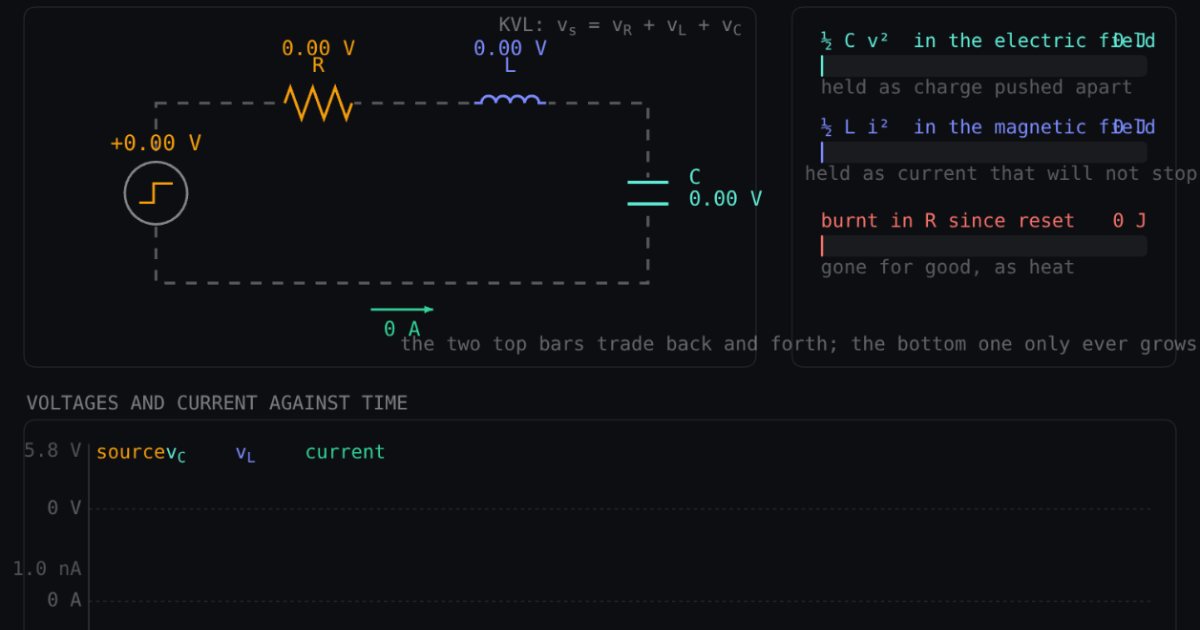 KVL: vs = vR + vL + vC
0.00 V
R
0.00 V
L
+0.00 V
C
0.00 V
0 A
½ C v² in the electric field 0 J
held as charge pushed apart
½ L i² in the magnetic field 0 J
held as current that will not stop
burnt in R since reset 0 J
gone for good, as heat
the two top bars trade back and forth; the bottom one only ever grows
VOLTAGES AND CURRENT AGAINST TIME
5.8 V
source vC vL current
0 V
1.0 nA
0 A